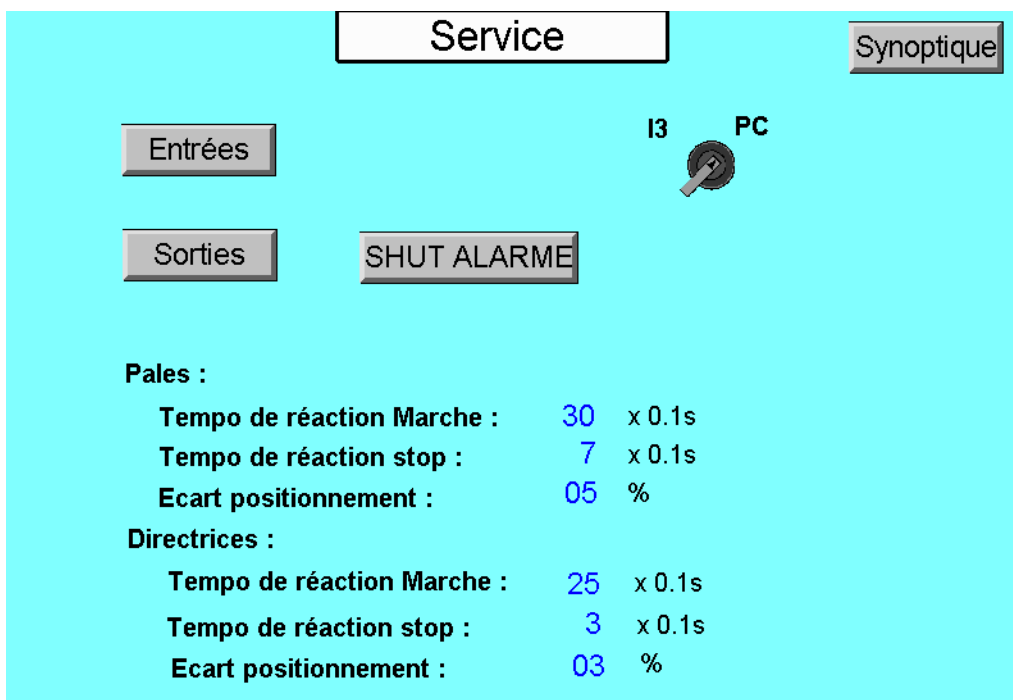 Service
Synoptique
I3 PC
Entrées
Sorties
SHUT ALARME
Pales :
Tempo de réaction Marche : 30 x 0.1s
Tempo de réaction stop : 7 x 0.1s
Ecart positionnement : 05 %
Directrices :
Tempo de réaction Marche : 25 x 0.1s
Tempo de réaction stop : 3 x 0.1s
Ecart positionnement : 03 %